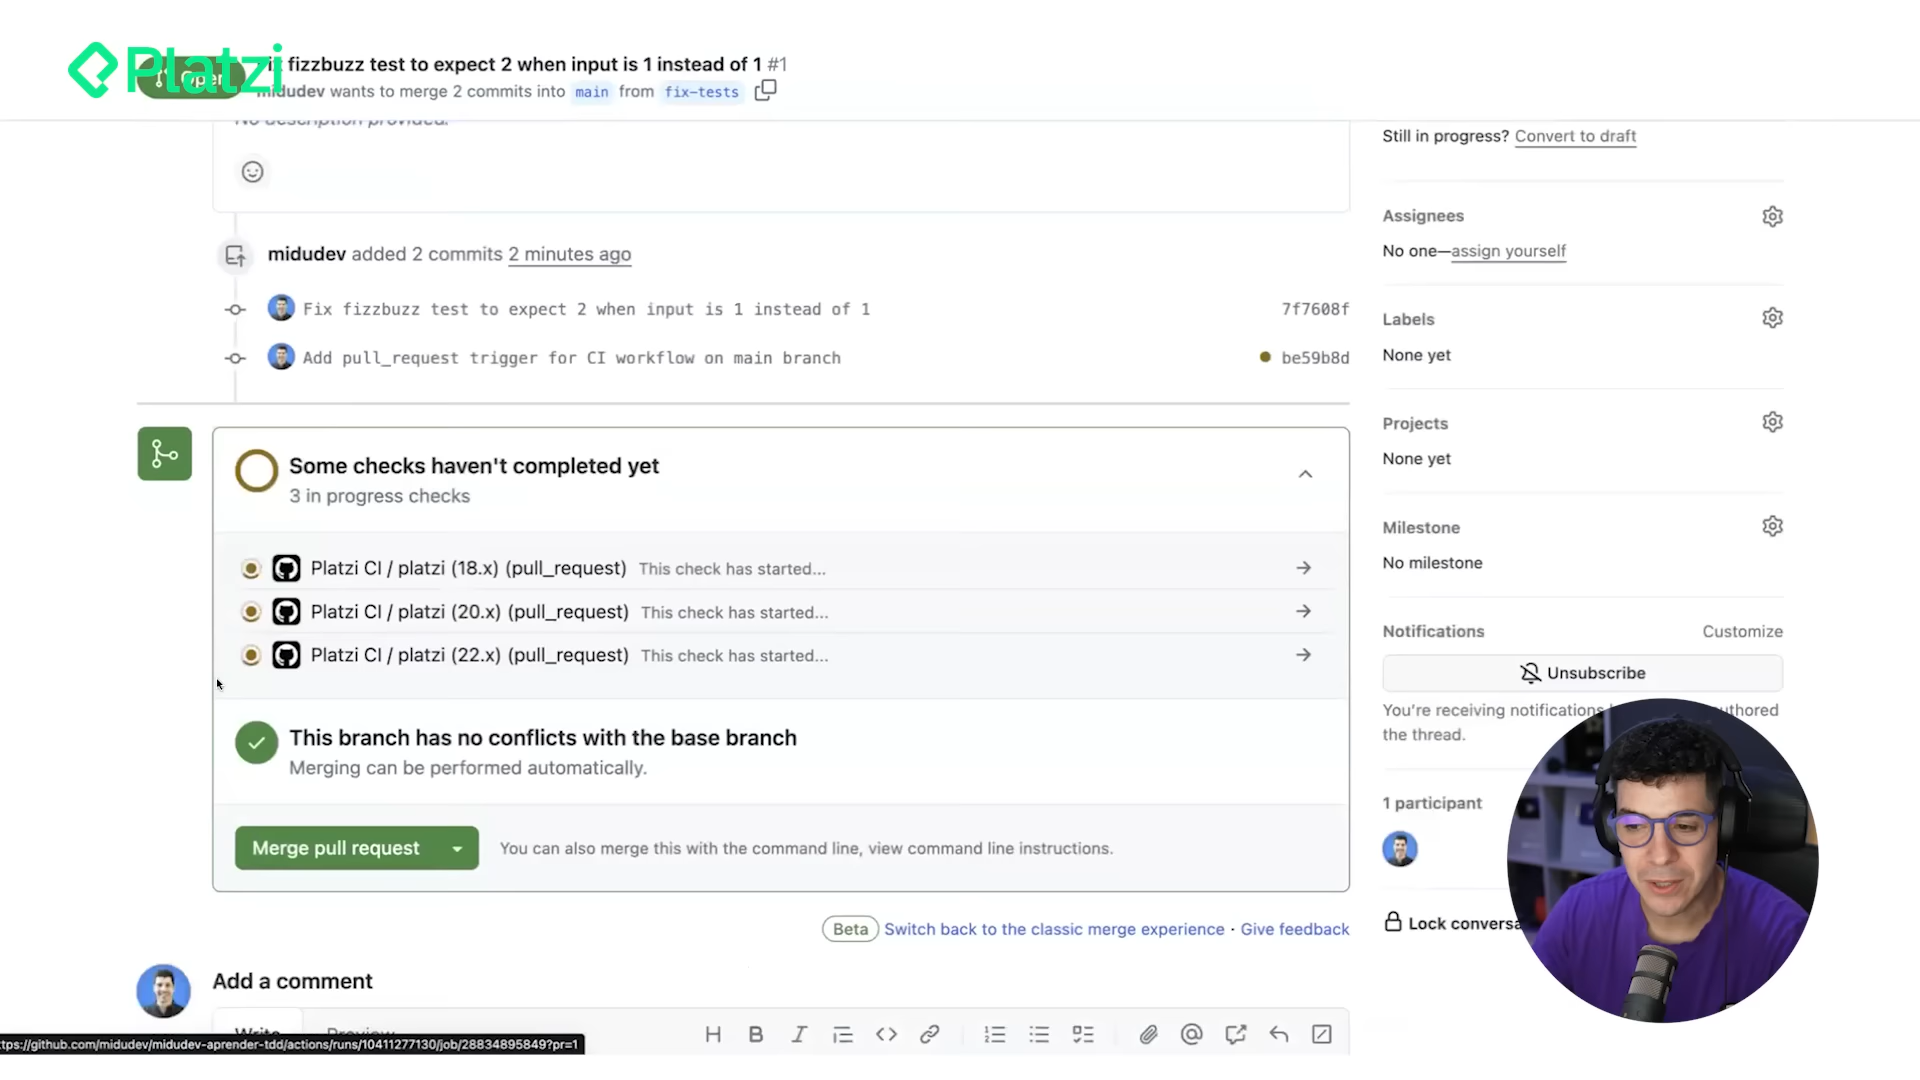 Platzi
Open
Fix fizzbuzz test to expect 2 when input is 1 instead of 1 #1
midudev wants to merge 2 commits into main from fix-tests
No description provided.
Still in progress? Convert to draft
Assignees
No one—assign yourself
midudev added 2 commits 2 minutes ago
Fix fizzbuzz test to expect 2 when input is 1 instead of 1 7f7608f
Add pull_request trigger for CI workflow on main branch be59b8d
Labels
None yet
Projects
None yet
Some checks haven't completed yet
3 in progress checks
Platzi CI / platzi (18.x) (pull_request) This check has started...
Platzi CI / platzi (20.x) (pull_request) This check has started...
Platzi CI / platzi (22.x) (pull_request) This check has started...
Milestone
No milestone
Notifications Customize
Unsubscribe
You're receiving notifications authored
the thread.
This branch has no conflicts with the base branch
Merging can be performed automatically.
Merge pull request You can also merge this with the command line, view command line instructions.
1 participant
Lock conversa
Beta Switch back to the classic merge experience · Give feedback
Add a comment
Write Preview
tps://github.com/midudev/midudev-aprender-tdd/actions/runs/10411277130/job/28834895849?pr=1